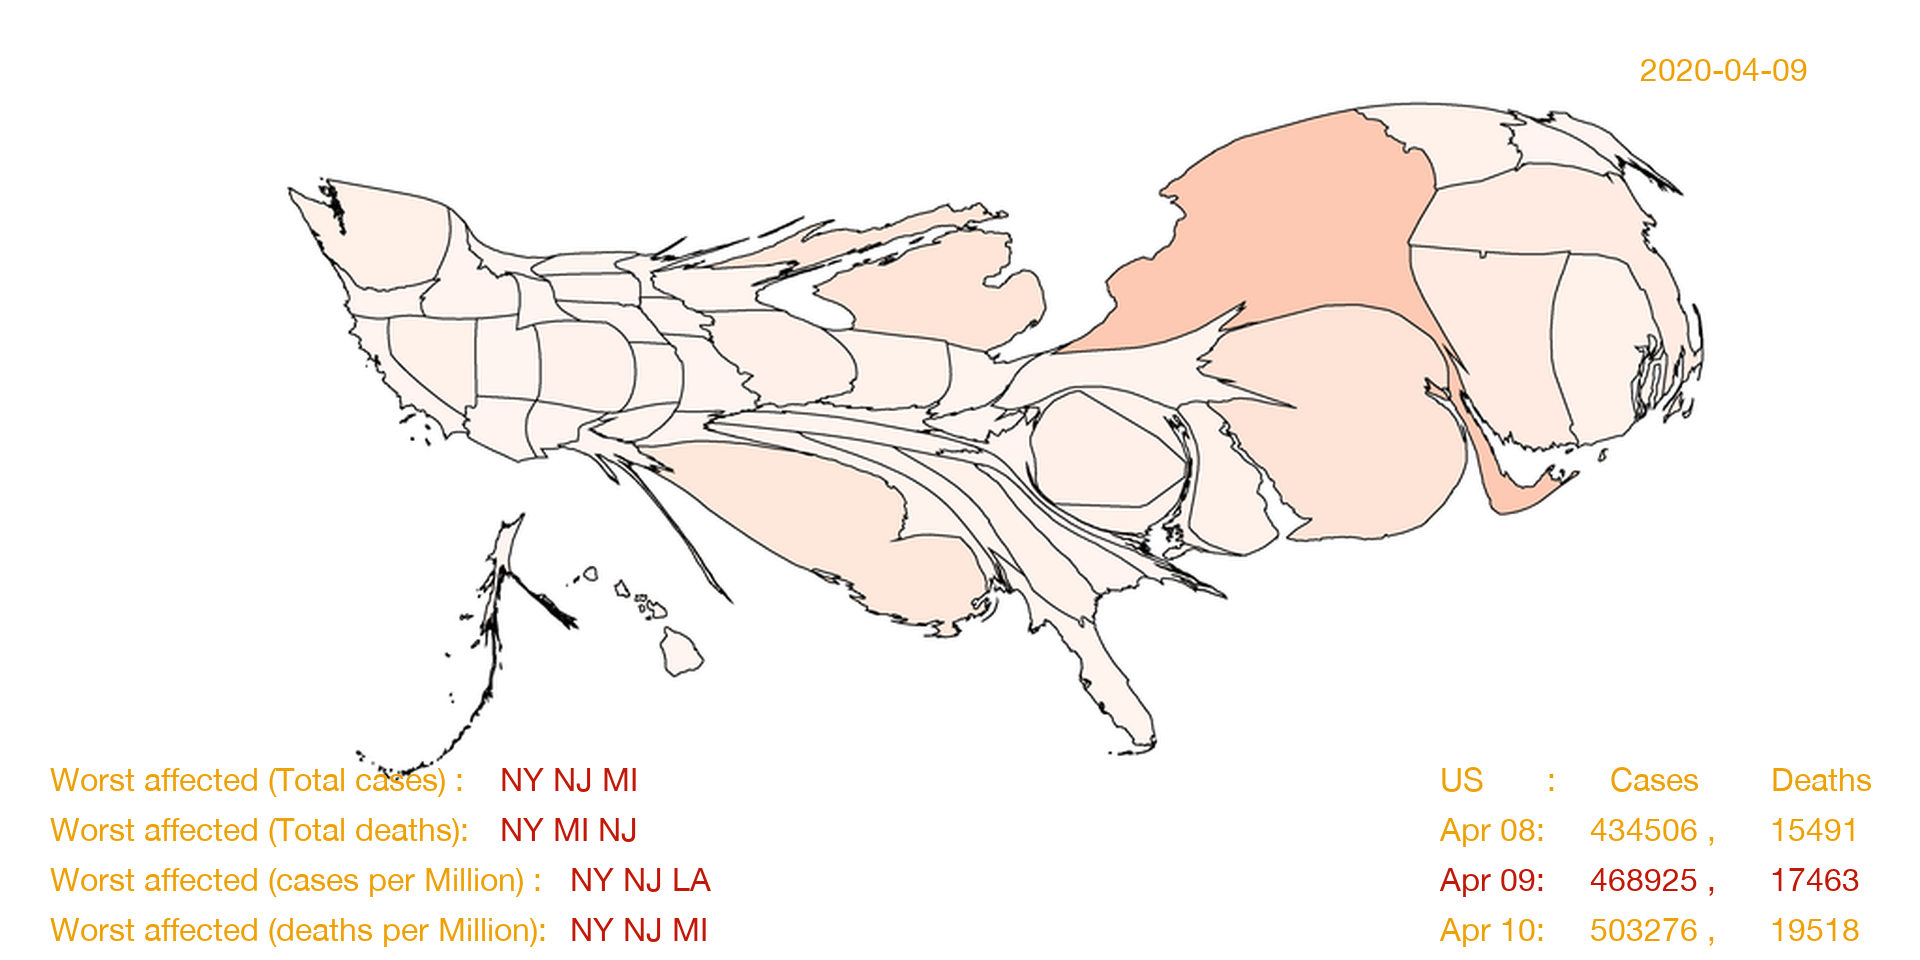 2020-04-09
Worst affected (Total cases) : NY NJ MI
Worst affected (Total deaths): NY MI NJ
Worst affected (cases per Million) : NY NJ LA
Worst affected (deaths per Million): NY NJ MI
US : Cases Deaths
Apr 08: 434506 , 15491
Apr 09: 468925 , 17463
Apr 10: 503276 , 19518